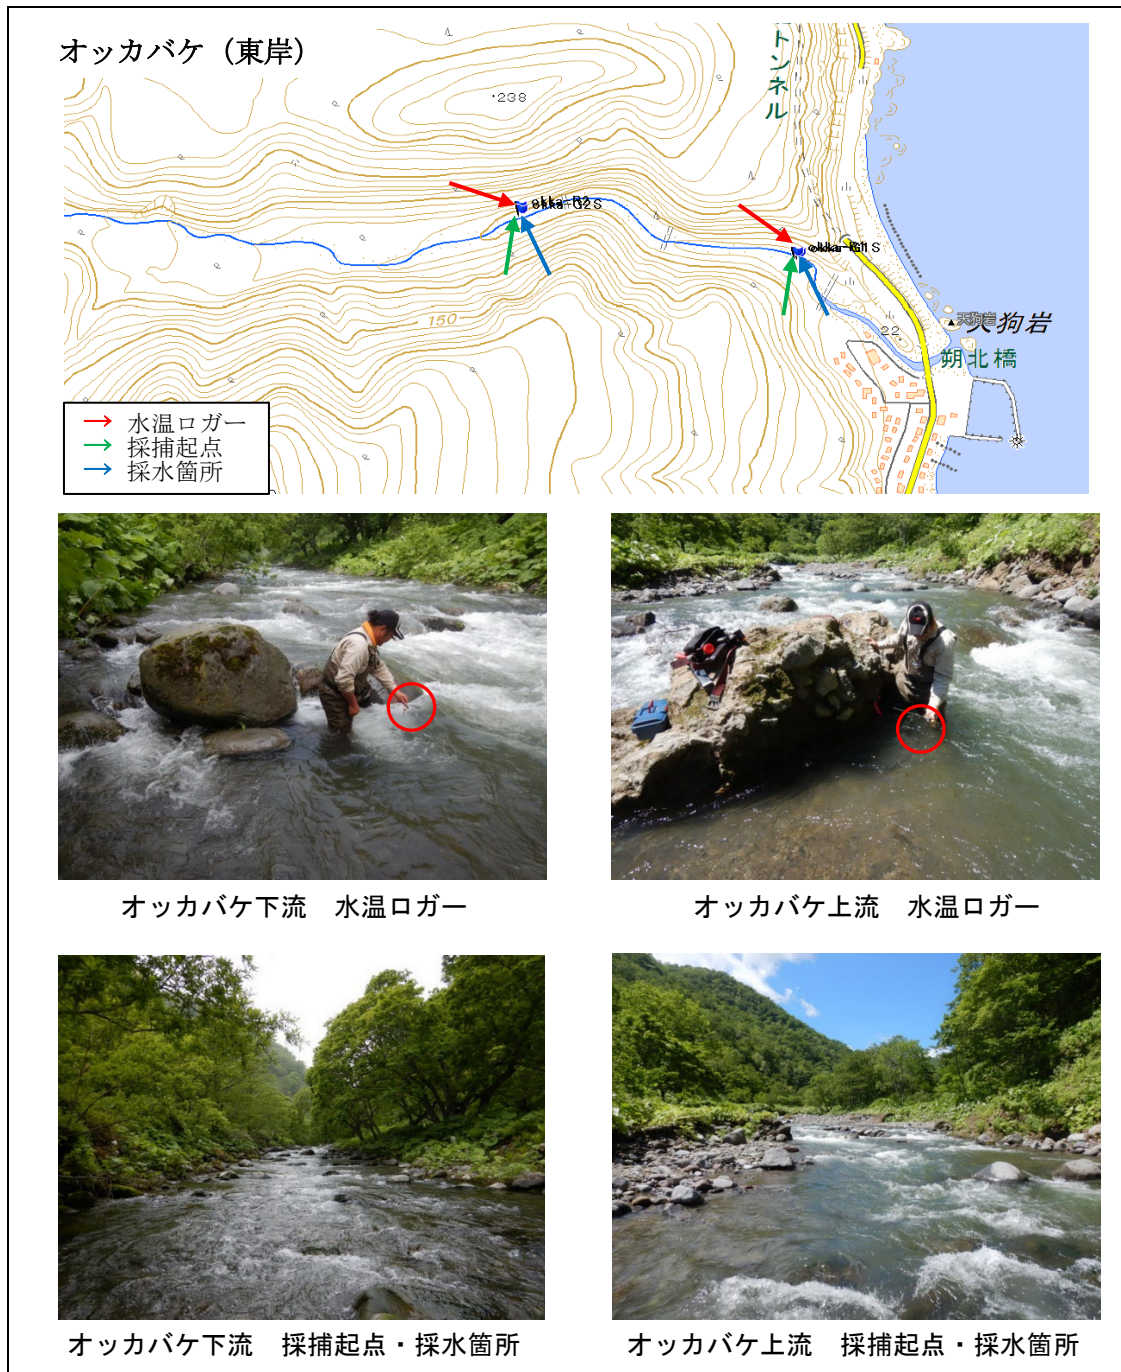 オッカバケ（東岸）
トンネル
238
150
22
天狗岩
天狗岩
朔北橋
水温ロガー
採捕起点
採水箇所
オッカバケ下流　水温ロガー
オッカバケ上流　水温ロガー
オッカバケ下流　採捕起点・採水箇所
オッカバケ上流　採捕起点・採水箇所